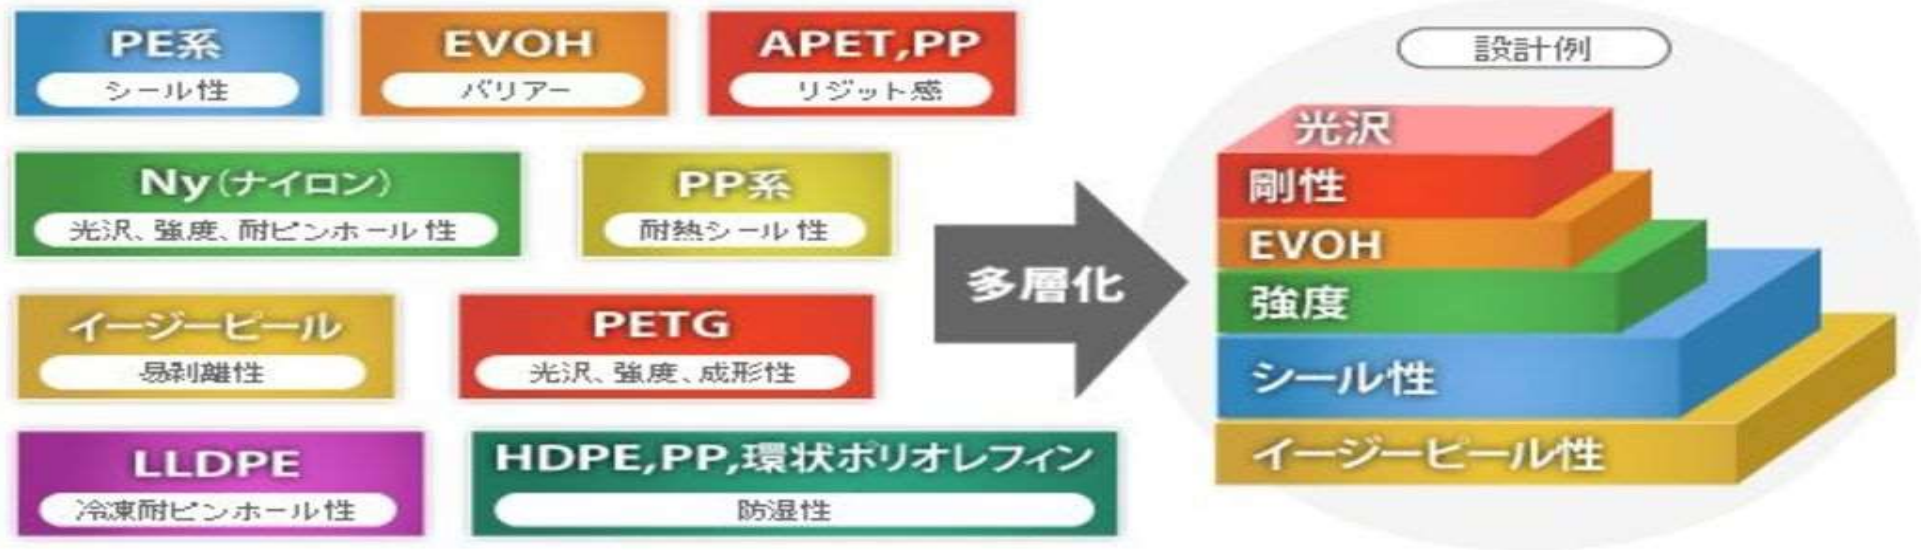 PE系
シール性
EVOH
バリアー
APET,PP
リジット感
Ny(ナイロン)
光沢、強度、耐ピンホール性
PP系
耐熱シール性
イージーピール
易剥離性
PETG
光沢、強度、成形性
LLDPE
冷凍耐ピンホール性
HDPE,PP,環状ポリオレフィン
防湿性
多層化
設計例
光沢
剛性
EVOH
強度
シール性
イージーピール性